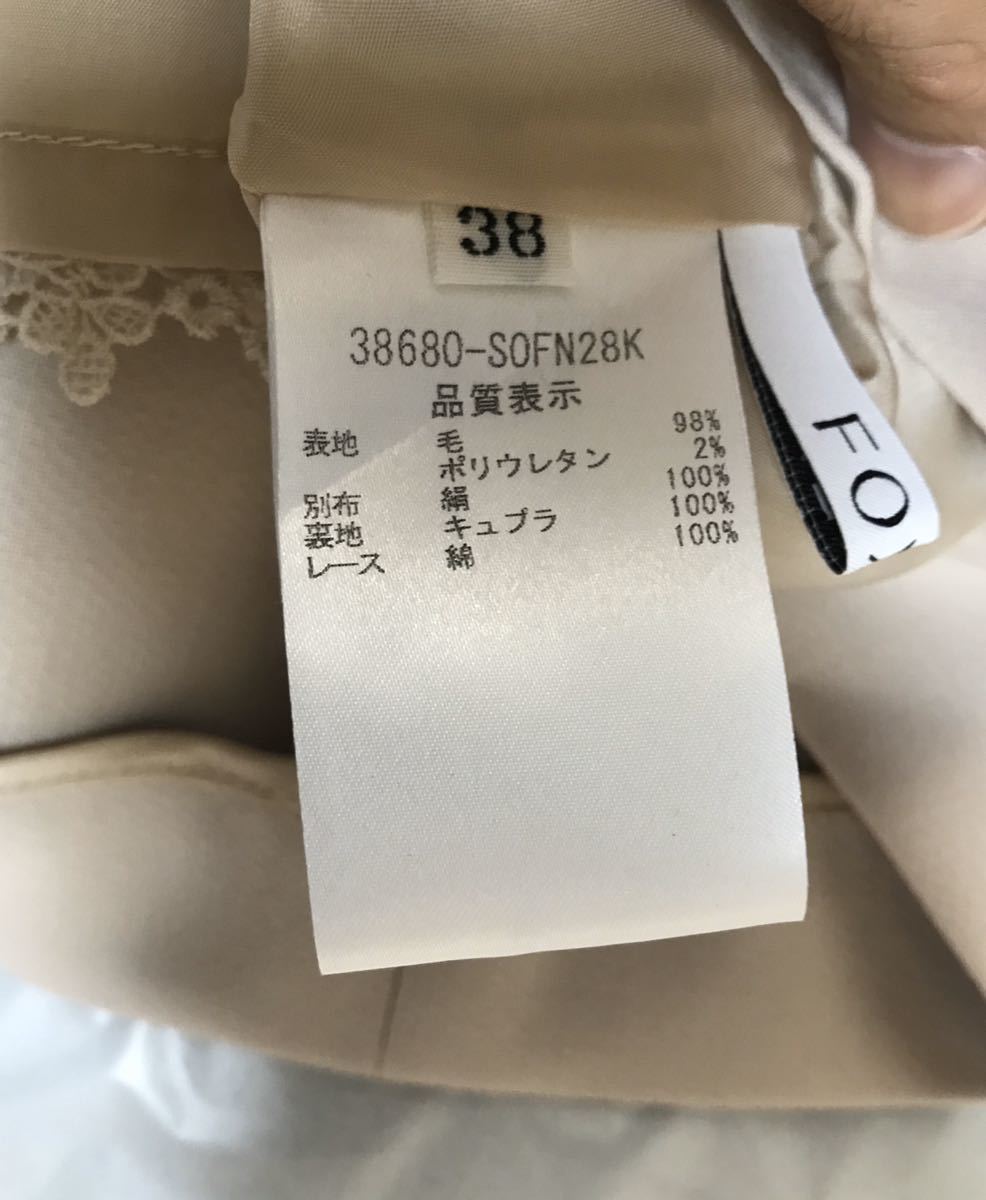 38
38680-SOFN28K
品質表示
表地 毛 98%
ポリウレタン 2%
別布 絹 100%
裏地 キュプラ 100%
レース 綿 100%
FO